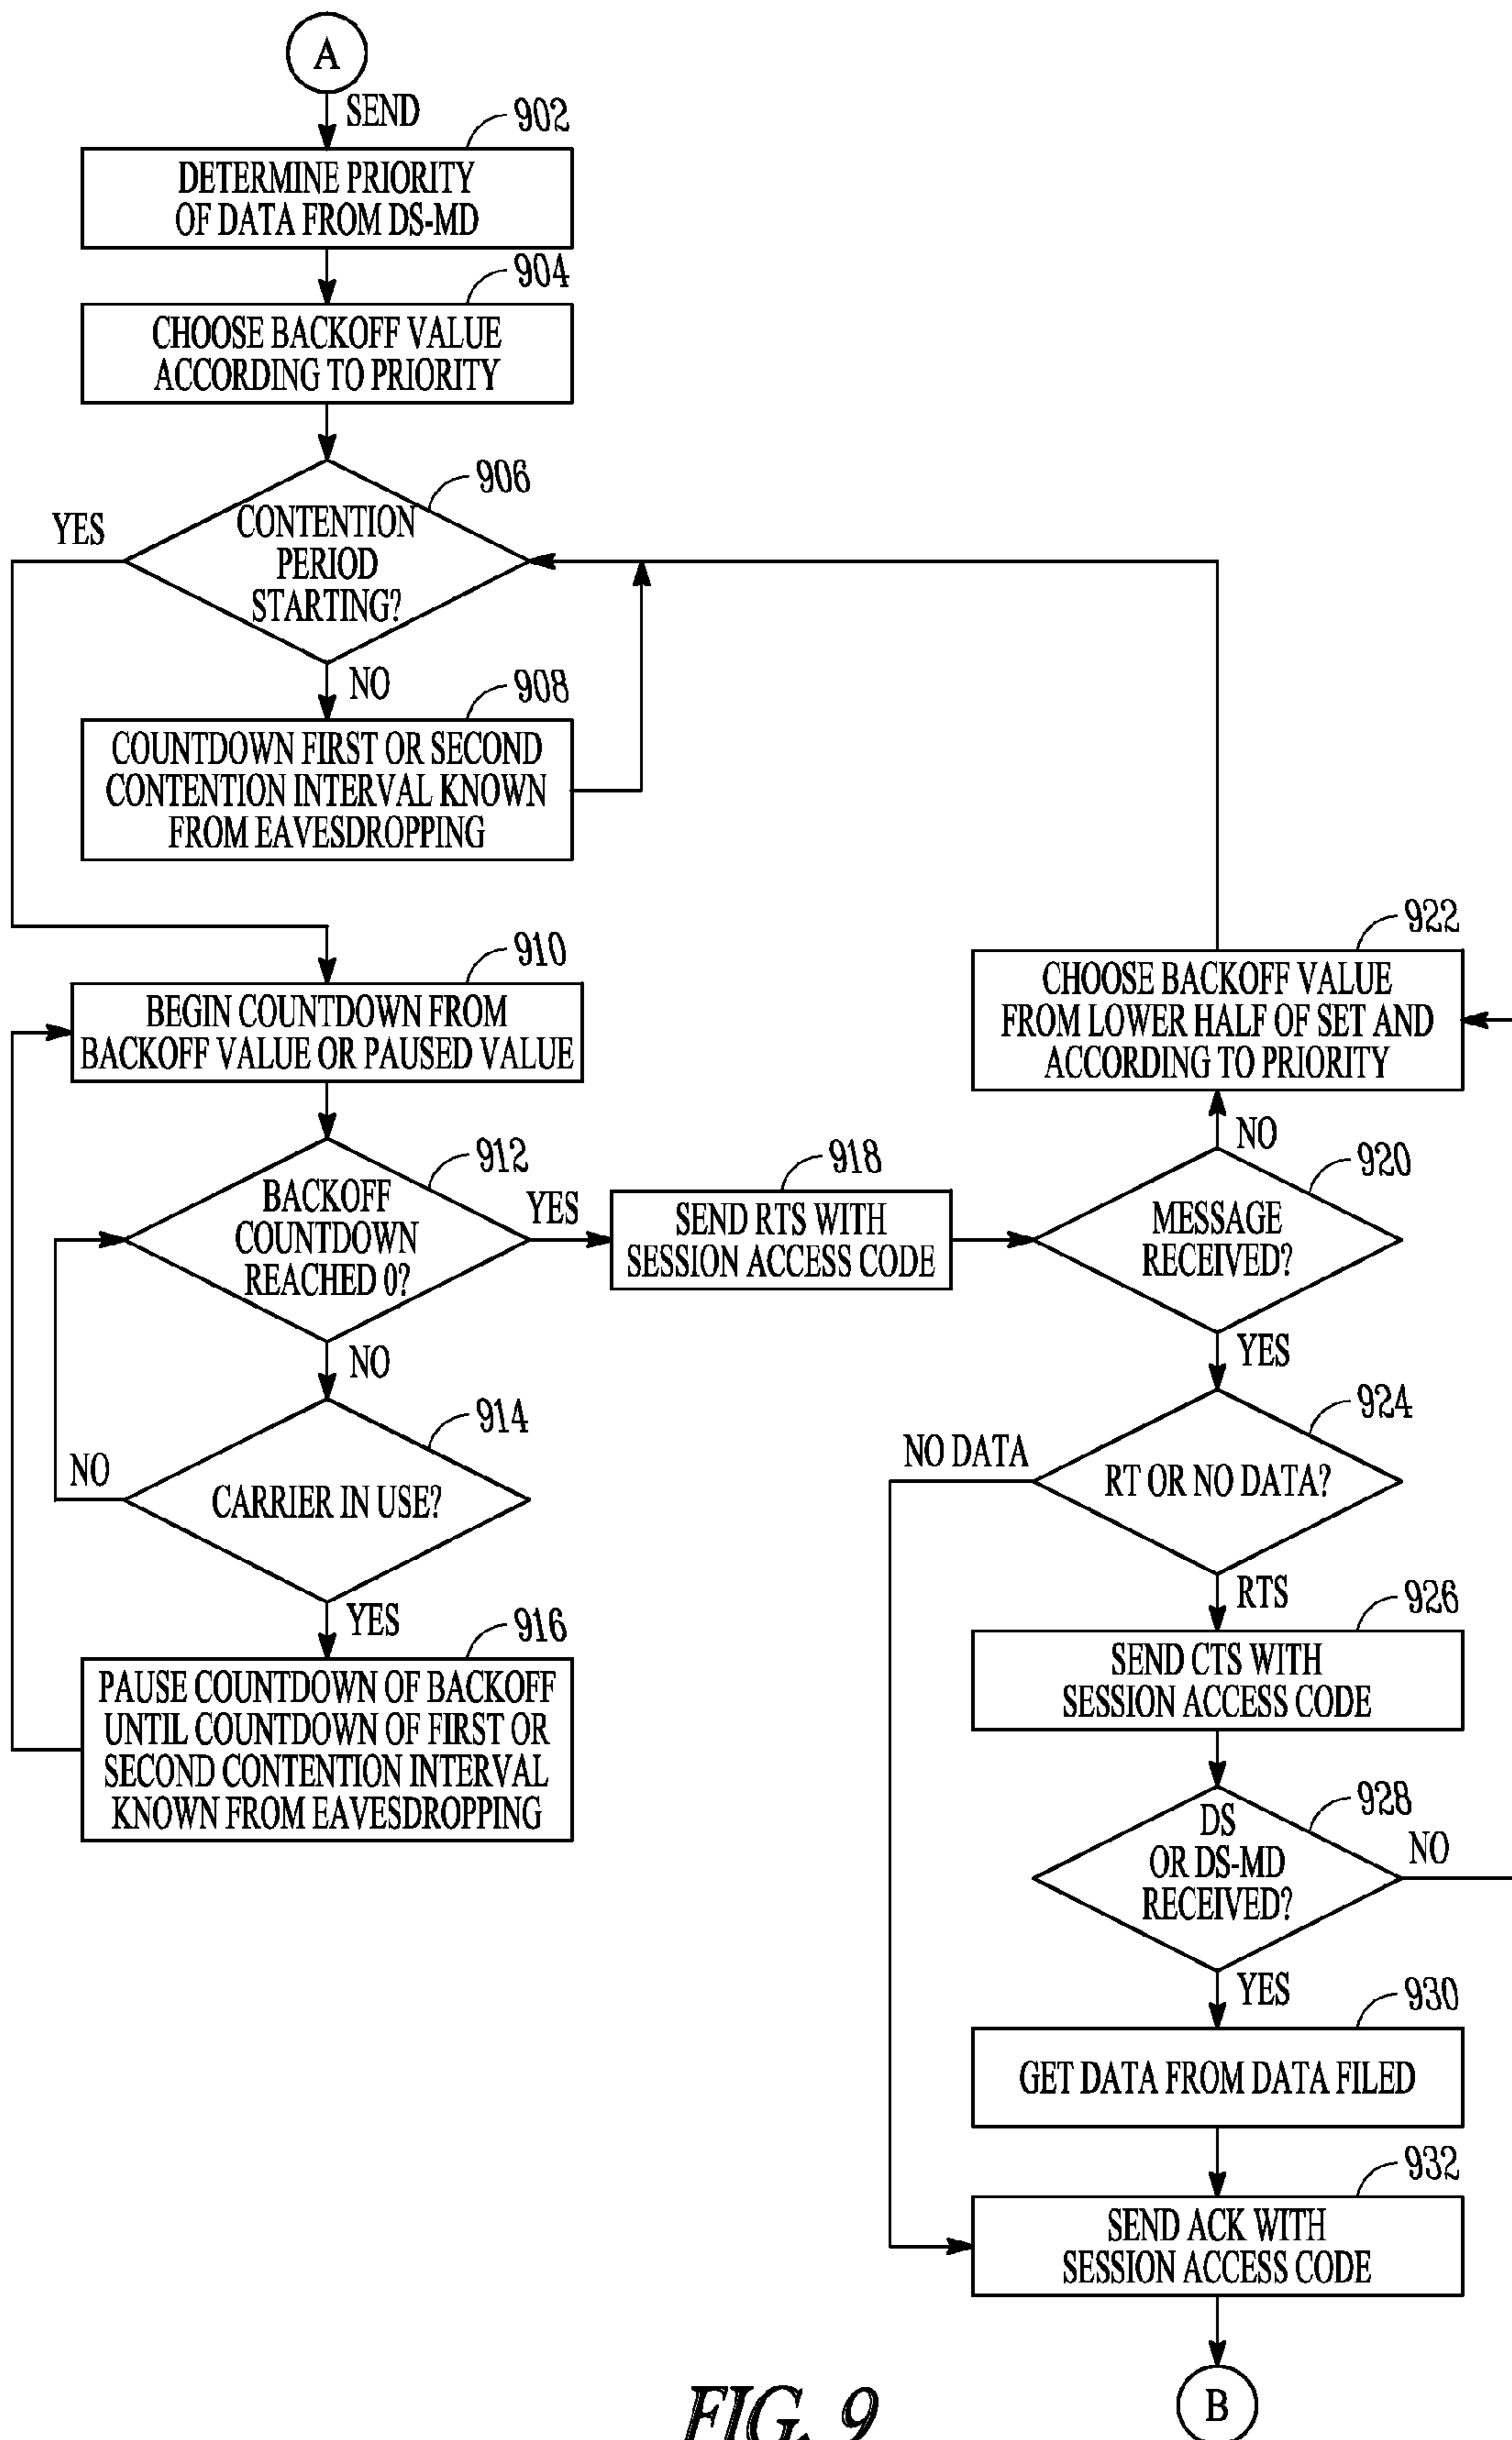 A
SEND
902
DETERMINE PRIORITY
OF DATA FROM DS-MD
904
CHOOSE BACKOFF VALUE
ACCORDING TO PRIORITY
906
YES
CONTENTION
PERIOD
STARTING?
NO
908
COUNTDOWN FIRST OR SECOND
CONTENTION INTERVAL KNOWN
FROM EAVESDROPPING
910
BEGIN COUNTDOWN FROM
BACKOFF VALUE OR PAUSED VALUE
912
BACKOFF
COUNTDOWN
REACHED 0?
YES
NO
914
NO
CARRIER IN USE?
YES
916
PAUSE COUNTDOWN OF BACKOFF
UNTIL COUNTDOWN OF FIRST OR
SECOND CONTENTION INTERVAL
KNOWN FROM EAVESDROPPING
918
SEND RTS WITH
SESSION ACCESS CODE
922
CHOOSE BACKOFF VALUE
FROM LOWER HALF OF SET AND
ACCORDING TO PRIORITY
NO
920
MESSAGE
RECEIVED?
YES
924
NO DATA
RT OR NO DATA?
RTS
926
SEND CTS WITH
SESSION ACCESS CODE
928
DS
OR DS-MD
RECEIVED?
NO
YES
930
GET DATA FROM DATA FILED
932
SEND ACK WITH
SESSION ACCESS CODE
B
FIG. 9